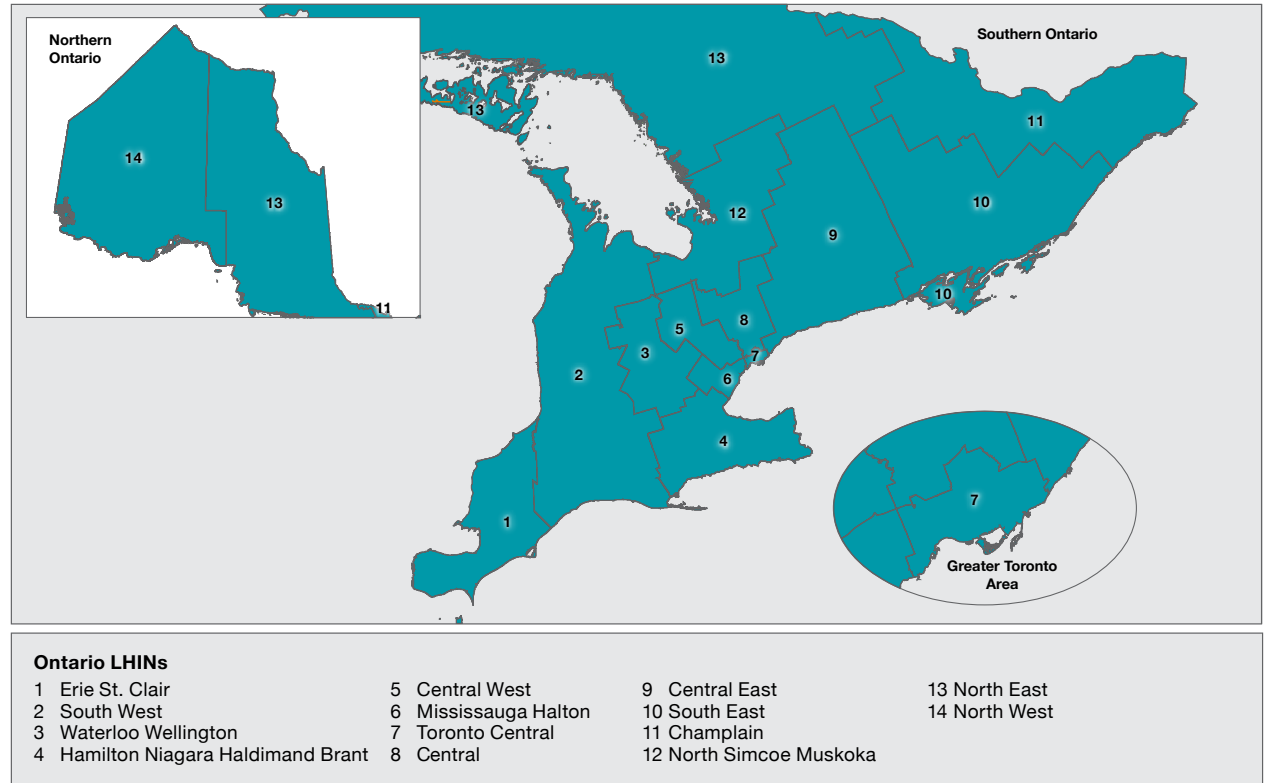 Northern
Ontario
Southern Ontario
13
13
11
14
13
12
10
9
10
11
8
5
7
3
6
2
4
7
1
Greater Toronto
Area
Ontario LHINs
1 Erie St. Clair
2 South West
3 Waterloo Wellington
4 Hamilton Niagara Haldimand Brant
5 Central West
6 Mississauga Halton
7 Toronto Central
8 Central
9 Central East
10 South East
11 Champlain
12 North Simcoe Muskoka
13 North East
14 North West